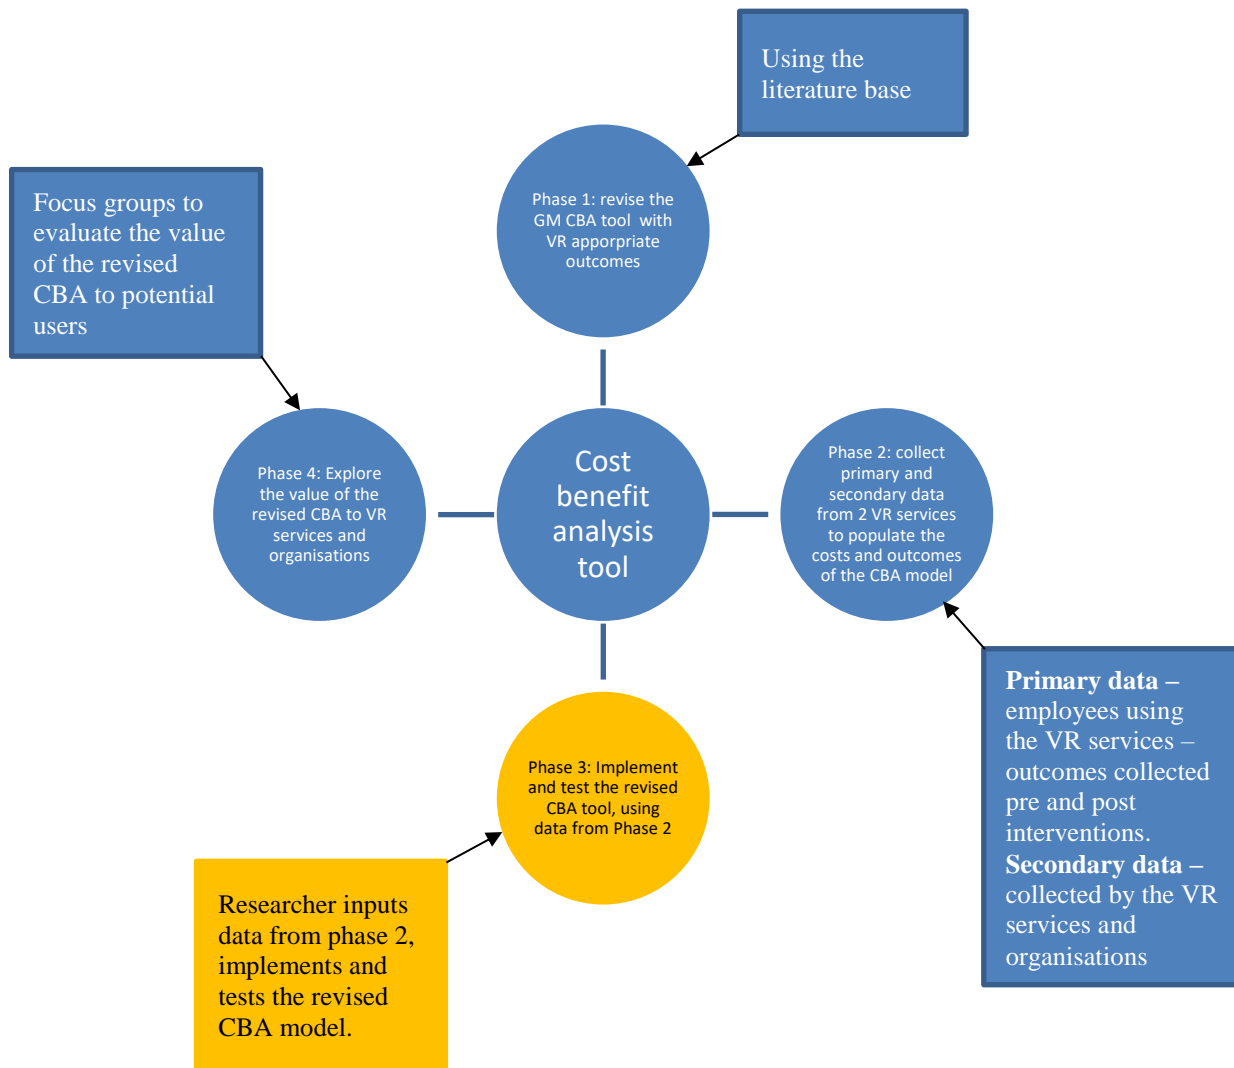 Using the
literature base
Phase 1: revise the
GM CBA tool  with
VR apporpriate
outcomes
Focus groups to
evaluate the value
of the revised
CBA to potential
users
Phase 4: Explore
the value of the
revised CBA to VR
services and
organisations
Cost
benefit
analysis
tool
Phase 2: collect
primary and
secondary data
from 2 VR services
to populate the
costs and outcomes
of the CBA model
Primary data –
employees using
the VR services –
outcomes collected
pre and post
interventions.
Secondary data –
collected by the VR
services and
organisations
Phase 3: Implement
and test the revised
CBA tool, using
data from Phase 2
Researcher inputs
data from phase 2,
implements and
tests the revised
CBA model.